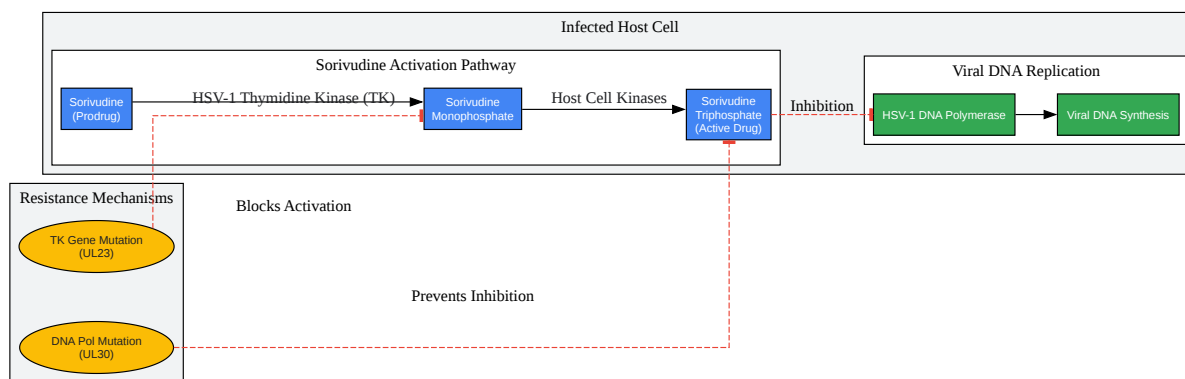 Infected Host Cell
Sorivudine Activation Pathway
Viral DNA Replication
Sorivudine
(Prodrug)
HSV-1 Thymidine Kinase (TK)
Sorivudine
Monophosphate
Host Cell Kinases
Sorivudine
Triphosphate
(Active Drug)
Inhibition
HSV-1 DNA Polymerase
Viral DNA Synthesis
Resistance Mechanisms
Blocks Activation
TK Gene Mutation
(UL23)
Prevents Inhibition
DNA Pol Mutation
(UL30)